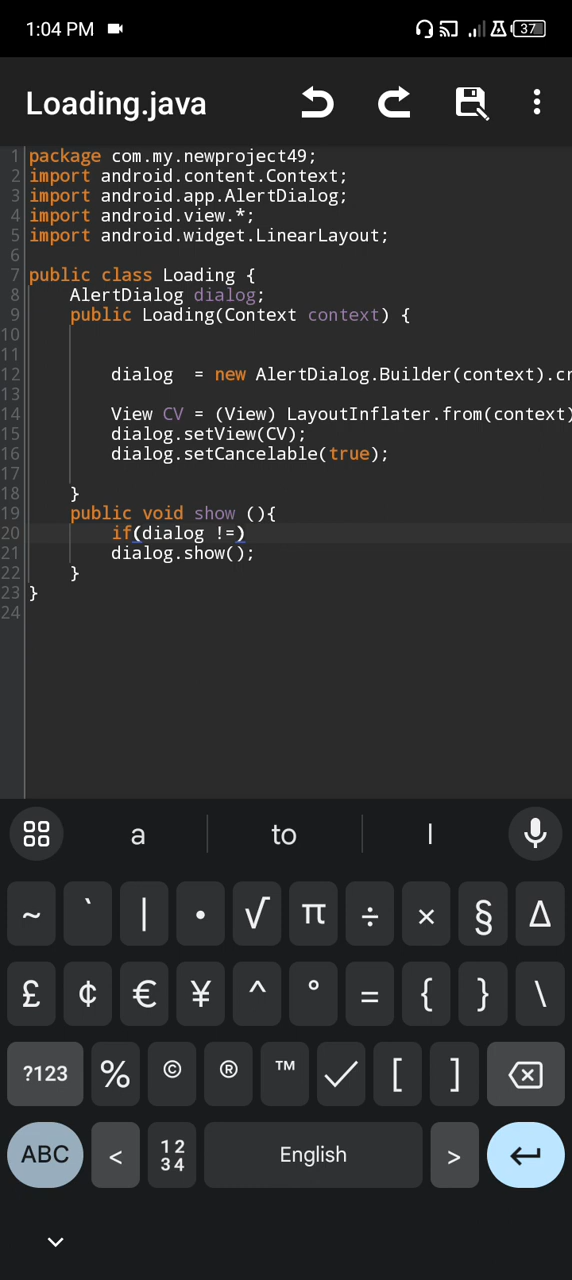 1:04 PM
37
Loading.java
1 package com.my.newproject49;
2 import android.content.Context;
3 import android.app.AlertDialog;
4 import android.view.*;
5 import android.widget.LinearLayout;
6
7 public class Loading {
8 AlertDialog dialog;
9 public Loading(Context context) {
10
11
12 dialog  = new AlertDialog.Builder(context).cr
13
14 View CV = (View) LayoutInflater.from(context)
15 dialog.setView(CV);
16 dialog.setCancelable(true);
17
18 }
19 public void show (){
20 if(dialog !=)
21 dialog.show();
22 }
23 }
24
a to I
~ ` | • √ π ÷ × § Δ
£ ¢ € ¥ ^ ° = { } \
?123 % © ® ™ ✓ [ ]
ABC < 12 English >
34